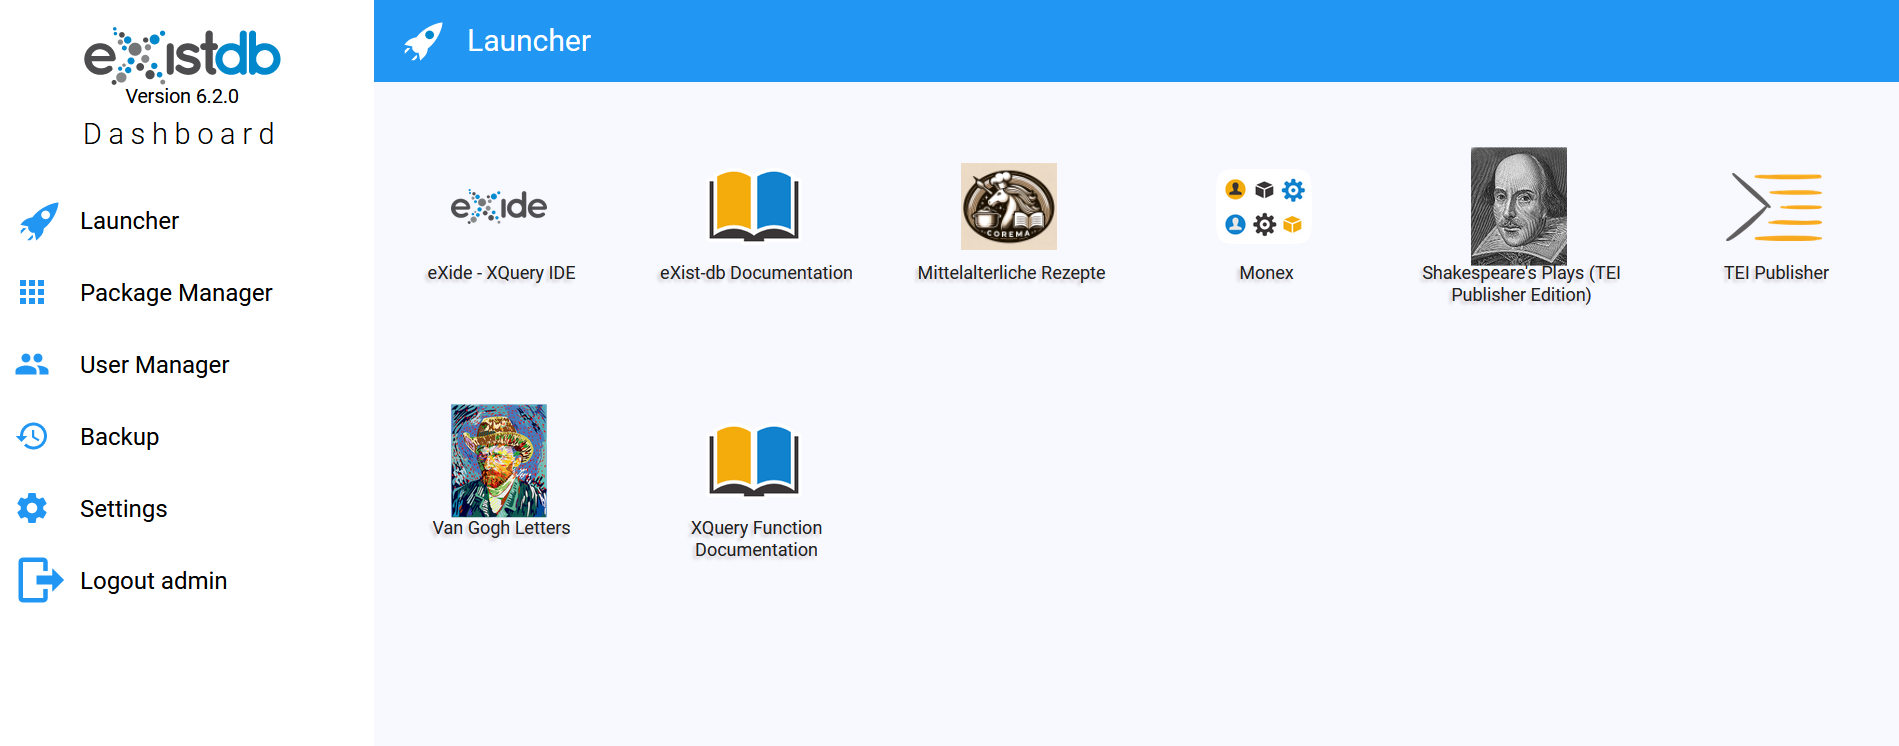 eXistdb
Version 6.2.0
Dashboard
Launcher
Package Manager
User Manager
Backup
Settings
Logout admin
Launcher
eXide
eXide - XQuery IDE
eXist-db Documentation
COREMA
Mittelalterliche Rezepte
Monex
Shakespeare's Plays (TEI
Publisher Edition)
TEI Publisher
Van Gogh Letters
XQuery Function
Documentation